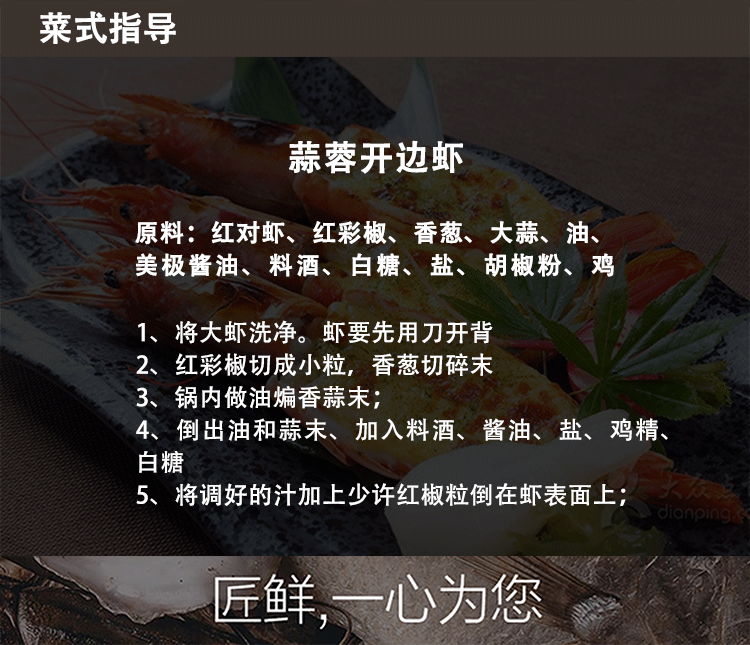 菜式指导
蒜蓉开边虾
原料：红对虾、红彩椒、香葱、大蒜、油、
美极酱油、料酒、白糖、盐、胡椒粉、鸡
1、将大虾洗净。虾要先用刀开背
2、红彩椒切成小粒，香葱切碎末
3、锅内做油煸香蒜末；
4、倒出油和蒜末、加入料酒、酱油、盐、鸡精、
白糖
5、将调好的汁加上少许红椒粒倒在虾表面上；
大众点
dianping.co
匠鲜,一心为您